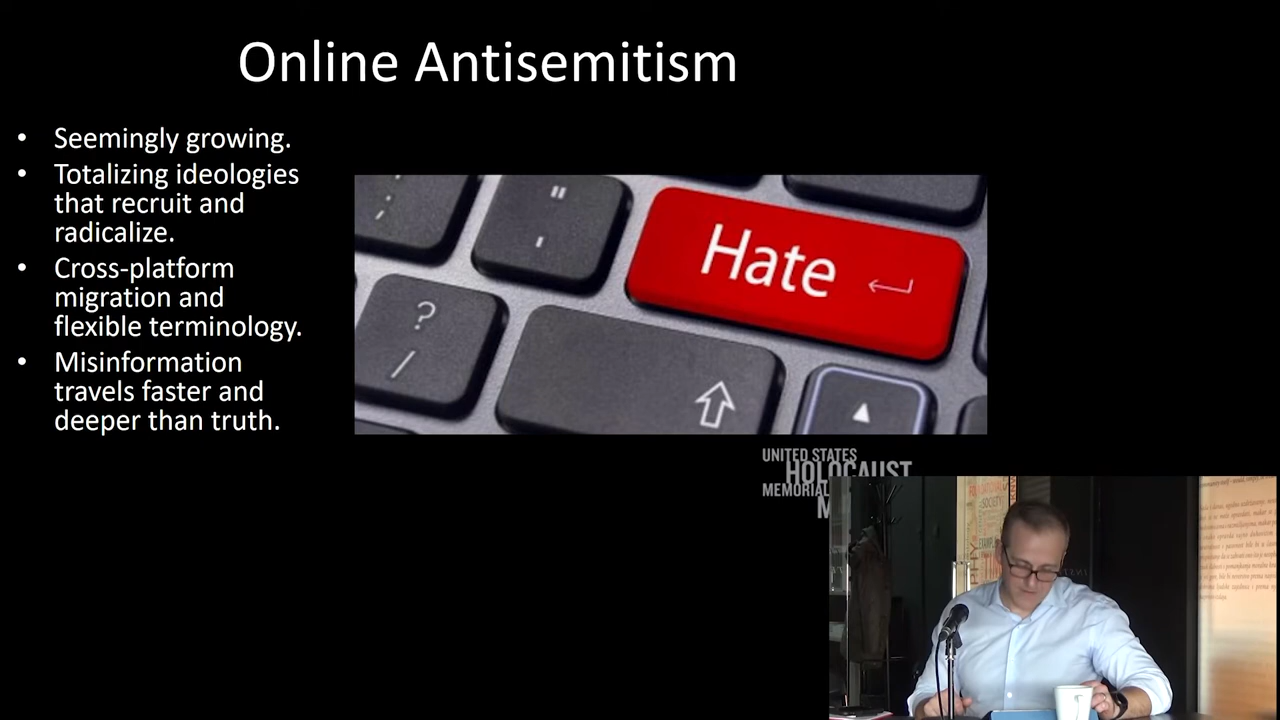 Online Antisemitism
• Seemingly growing.
• Totalizing ideologies
that recruit and
radicalize.
• Cross-platform
migration and
flexible terminology.
• Misinformation
travels faster and
deeper than truth.
"
'
Hate
?
/
UNITED STATES
HOLOCAUST
MEMORIAL
M
SOCIETY